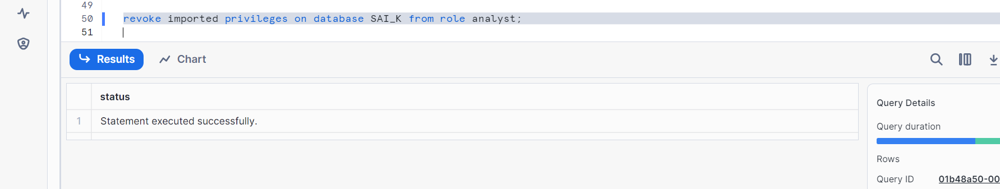 49
50 revoke imported privileges on database SAI_K from role analyst;
51
Results Chart
status
1 Statement executed successfully.
Query Details
Query duration
Rows
Query ID 01b48a50-00